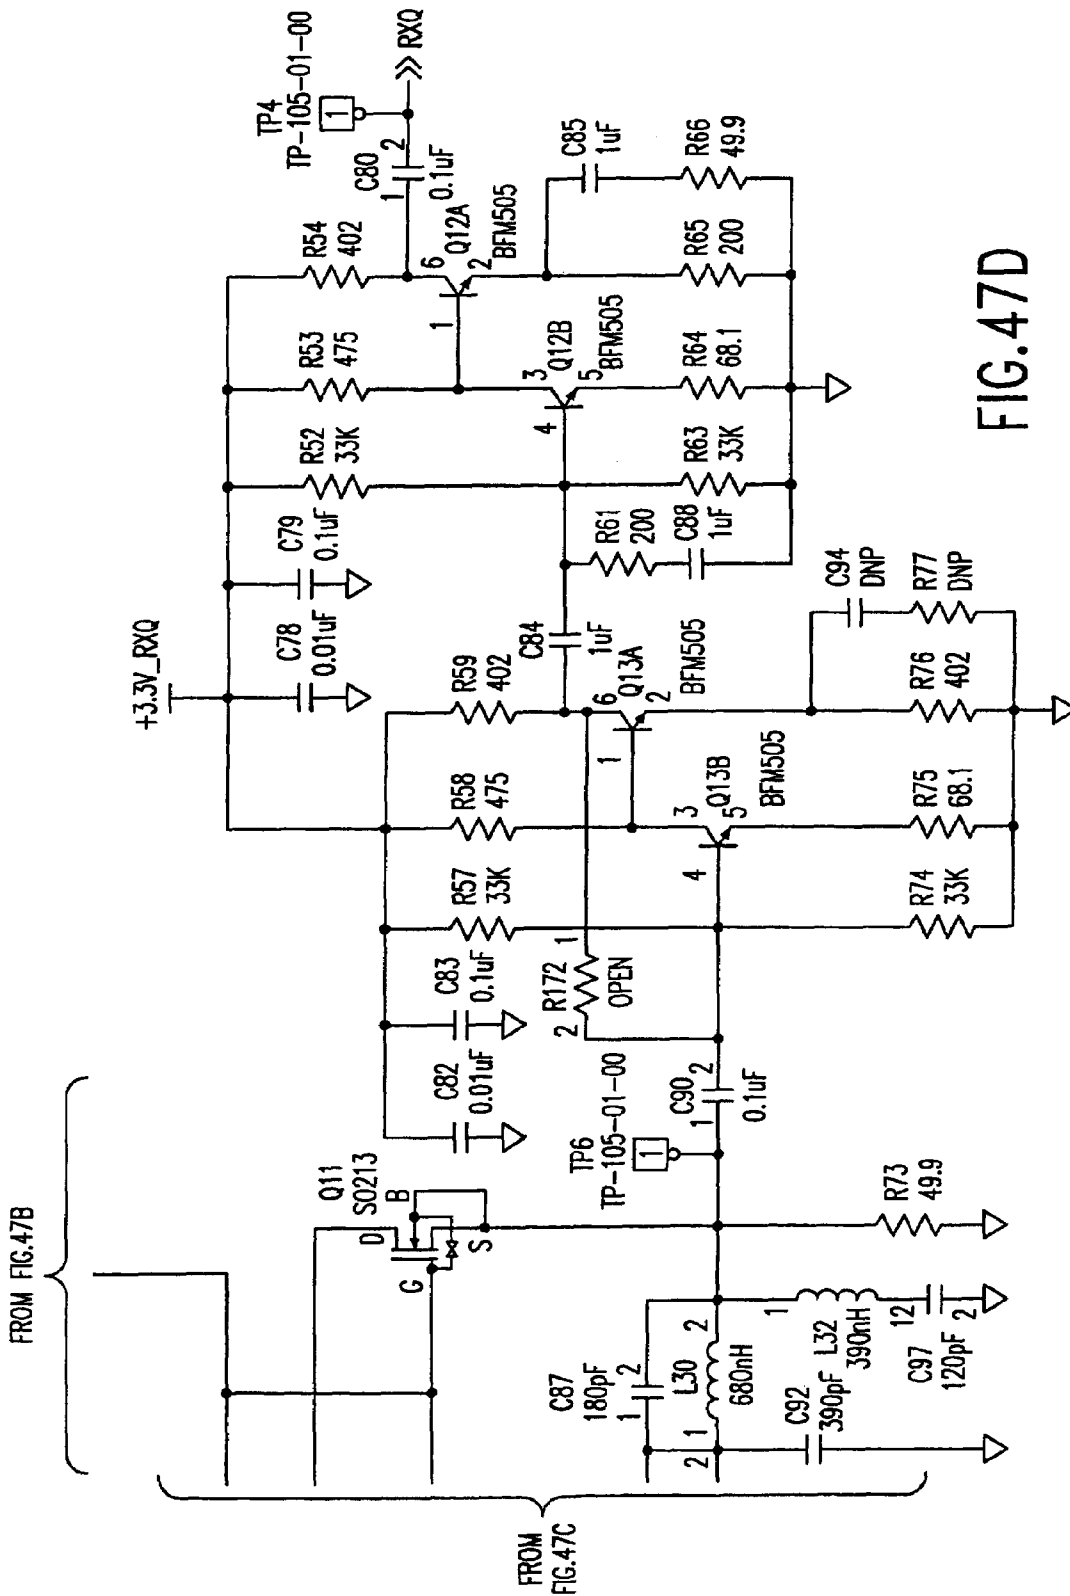 FROM FIG.47B
FROM
FIG.47C
+3.3V_RXQ
C78
0.01uF
C79
0.1uF
R52
33K
R53
475
R54
402
TP4
TP-105-01-00
1
RXQ
C80
1
2
0.1uF
6
Q12A
BFM505
1
2
3
Q12B
BFM505
4
5
C85
1uF
R66
49.9
R65
200
R64
68.1
R63
33K
R61
200
C88
1uF
C84
1uF
R59
402
R58
475
R57
33K
C83
0.1uF
C82
0.01uF
6
Q13A
BFM505
1
2
3
Q13B
BFM505
4
5
R172
1
2
OPEN
C94
DNP
R77
DNP
R76
402
R75
68.1
R74
33K
Q11
SO213
D
B
G
S
TP6
TP-105-01-00
1
C90
1
2
0.1uF
R73
49.9
C87
180pF
1
2
L30
680nH
1
2
2
C92
390pF
1
L32
390nH
12
C97
120pF
2
FIG.47D